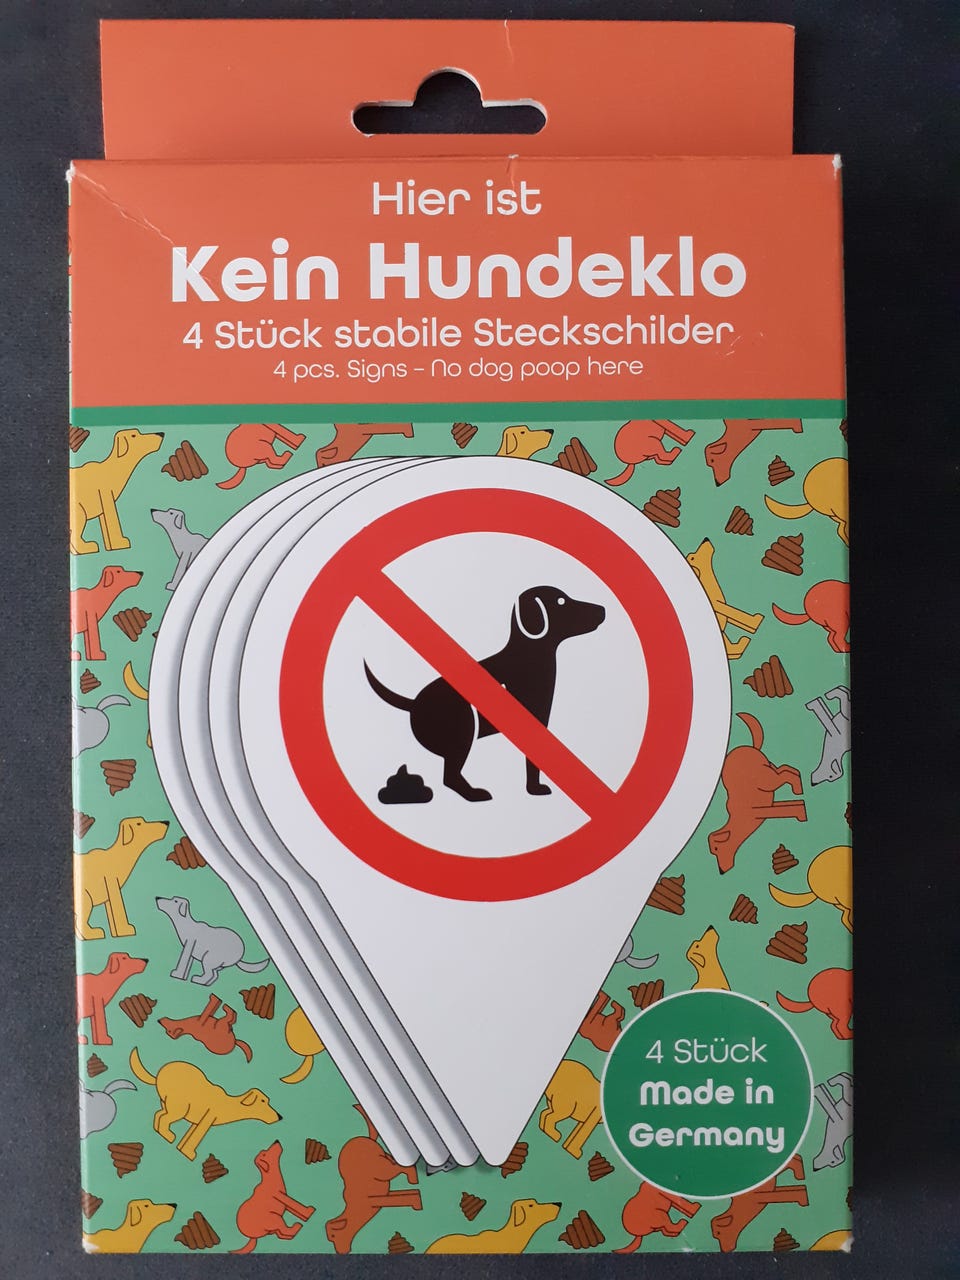 Hier ist
Kein Hundeklo
4 Stück stabile Steckschilder
4 pcs. Signs – No dog poop here
4 Stück
Made in
Germany